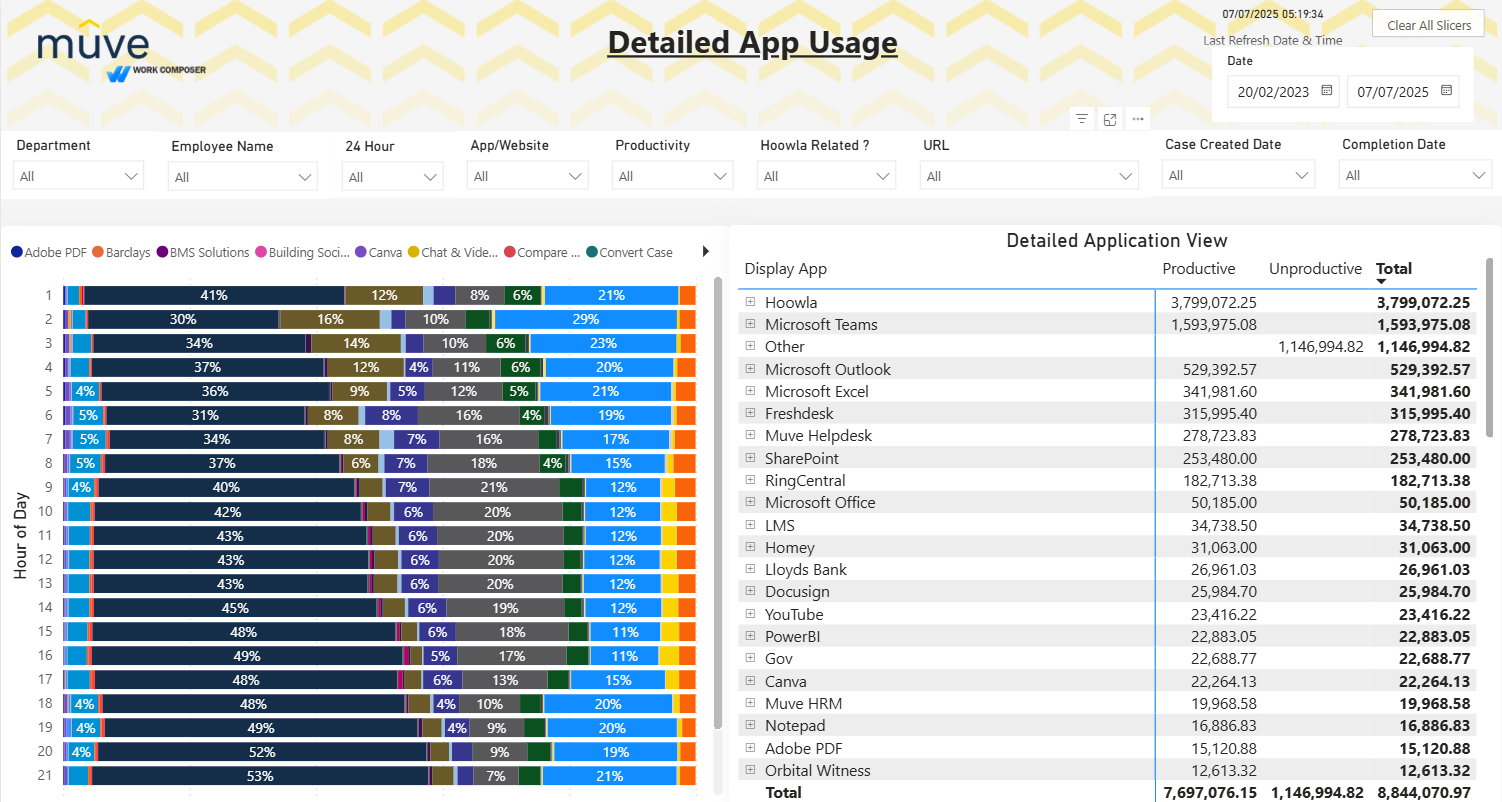 muve
WORK COMPOSER
Detailed App Usage
07/07/2025 05:19:34
Last Refresh Date & Time
Clear All Slicers
Date
20/02/2023 07/07/2025
Department Employee Name 24 Hour App/Website Productivity Hoowla Related ? URL Case Created Date Completion Date
All All All All All All All All All
Adobe PDF Barclays BMS Solutions Building Soci... Canva Chat & Vide... Compare ... Convert Case
Hour of Day
1 41% 12% 8% 6% 21%
2 30% 16% 10% 29%
3 34% 14% 10% 6% 23%
4 37% 12% 4% 11% 6% 20%
5 4% 36% 9% 5% 12% 5% 21%
6 5% 31% 8% 8% 16% 4% 19%
7 5% 34% 8% 7% 16% 17%
8 5% 37% 6% 7% 18% 4% 15%
9 4% 40% 7% 21% 12%
10 42% 6% 20% 12%
11 43% 6% 20% 12%
12 43% 6% 20% 12%
13 43% 6% 20% 12%
14 45% 6% 19% 12%
15 48% 6% 18% 11%
16 49% 5% 17% 11%
17 48% 6% 13% 15%
18 4% 48% 4% 10% 20%
19 4% 49% 4% 9% 20%
20 4% 52% 9% 19%
21 53% 7% 21%
Detailed Application View
Display App Productive Unproductive Total
Hoowla 3,799,072.25 3,799,072.25
Microsoft Teams 1,593,975.08 1,593,975.08
Other 1,146,994.82 1,146,994.82
Microsoft Outlook 529,392.57 529,392.57
Microsoft Excel 341,981.60 341,981.60
Freshdesk 315,995.40 315,995.40
Muve Helpdesk 278,723.83 278,723.83
SharePoint 253,480.00 253,480.00
RingCentral 182,713.38 182,713.38
Microsoft Office 50,185.00 50,185.00
LMS 34,738.50 34,738.50
Homey 31,063.00 31,063.00
Lloyds Bank 26,961.03 26,961.03
Docusign 25,984.70 25,984.70
YouTube 23,416.22 23,416.22
PowerBI 22,883.05 22,883.05
Gov 22,688.77 22,688.77
Canva 22,264.13 22,264.13
Muve HRM 19,968.58 19,968.58
Notepad 16,886.83 16,886.83
Adobe PDF 15,120.88 15,120.88
Orbital Witness 12,613.32 12,613.32
Total 7,697,076.15 1,146,994.82 8,844,070.97